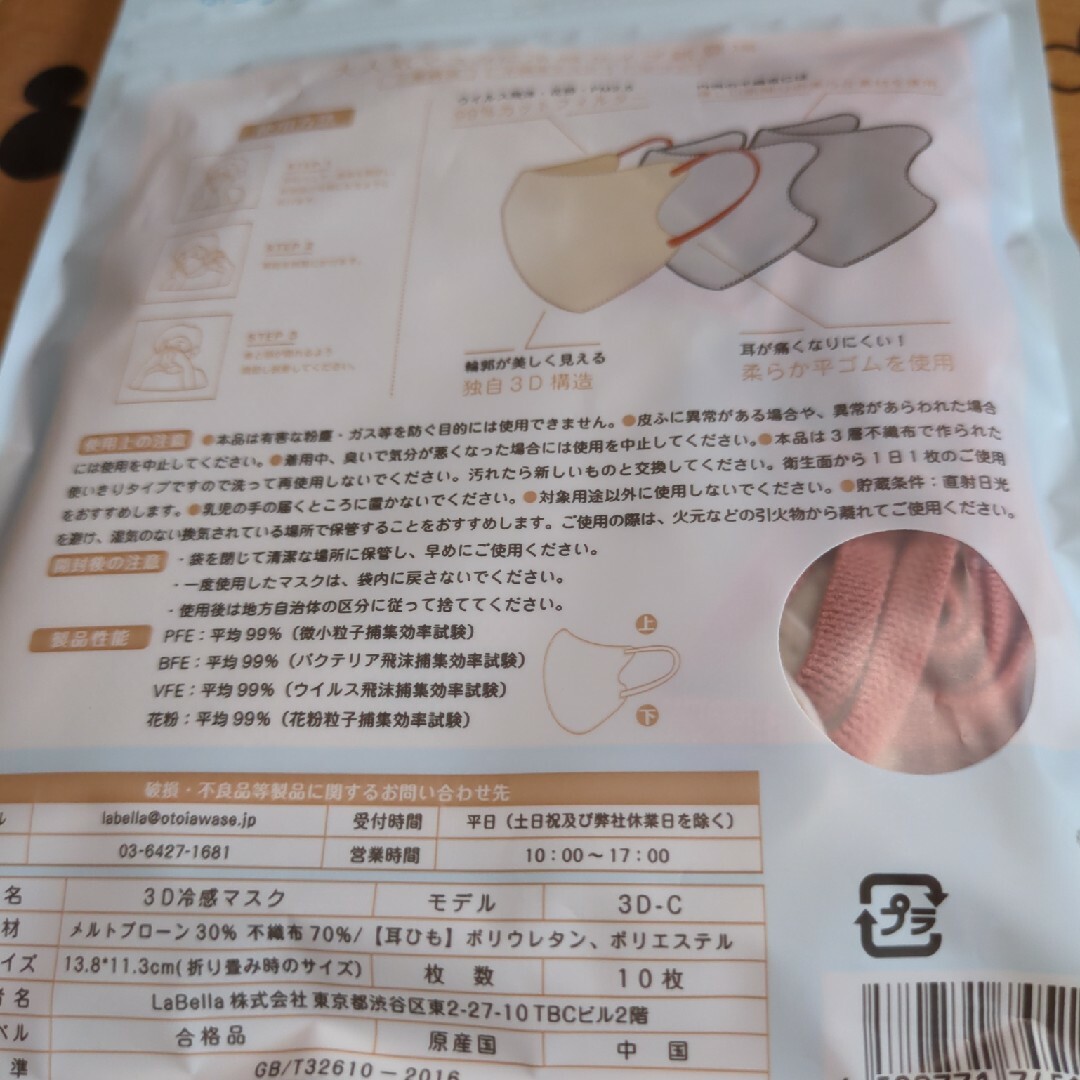 STEP 2
STEP 3
輪郭が美しく見える
独自3D構造
耳が痛くなりにくい！
柔らか平ゴムを使用
使用上の注意 ●本品は有害な粉塵・ガス等を防ぐ目的には使用できません。●皮ふに異常がある場合や、異常があらわれた場合
には使用を中止してください。●着用中、臭いで気分が悪くなった場合には使用を中止してください。●本品は3層不織布で作られた
使いきりタイプですので洗って再使用しないでください。汚れたら新しいものと交換してください。衛生面から1日1枚のご使用
をおすすめします。●乳児の手の届くところに置かないでください。●対象用途以外に使用しないでください。●貯蔵条件：直射日光
を避け、湿気のない換気されている場所で保管することをおすすめします。ご使用の際は、火元などの引火物から離れてご使用ください。
開封後の注意 ・袋を閉じて清潔な場所に保管し、早めにご使用ください。
・一度使用したマスクは、袋内に戻さないでください。
・使用後は地方自治体の区分に従って捨ててください。
製品性能 PFE：平均99%（微小粒子捕集効率試験）
BFE：平均99%（バクテリア飛沫捕集効率試験）
VFE：平均99%（ウイルス飛沫捕集効率試験）
花粉：平均99%（花粉粒子捕集効率試験）
上
下
破損・不良品等製品に関するお問い合わせ先
ル labella@otoiawase.jp 受付時間 平日（土日祝及び弊社休業日を除く）
03-6427-1681 営業時間 10：00～17：00
名 3D冷感マスク モデル 3D-C
材 メルトブローン30% 不織布70%/【耳ひも】ポリウレタン、ポリエステル
イズ 13.8*11.3cm(折り畳み時のサイズ) 枚 数 10枚
者名 LaBella株式会社 東京都渋谷区東2-27-10 TBCビル2階
ベル 合格品 原産国 中 国
準 GB/T32610－2016
プラ